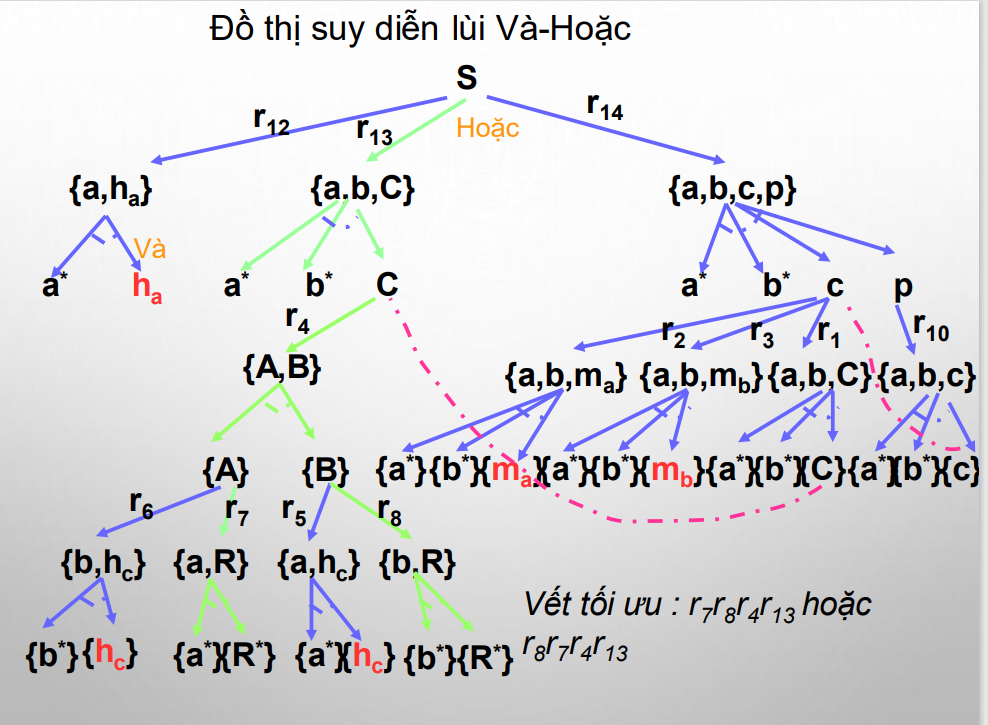 Đồ thị suy diễn lùi Và-Hoặc
S
r12 r13 Hoặc r14
{a,ha} {a.b,C} {a,b,c,p}
Và
a* ha a* b* C a* b* c p
r4 r2 r3 r1 r10
{A,B} {a,b,ma} {a,b,mb} {a,b,C} {a,b,c}
{A} {B} {a*}{b*}{ma}{a*}{b*}{mb}{a*}{b*}{C}{a*}{b*}{c}
r6 r7 r5 r8
{b,hc} {a,R} {a,hc} {b.R}
Vết tối ưu : r7r8r4r13 hoặc
r8r7r4r13
{b*}{hc} {a*}{R*} {a*}{hc} {b*}{R*}